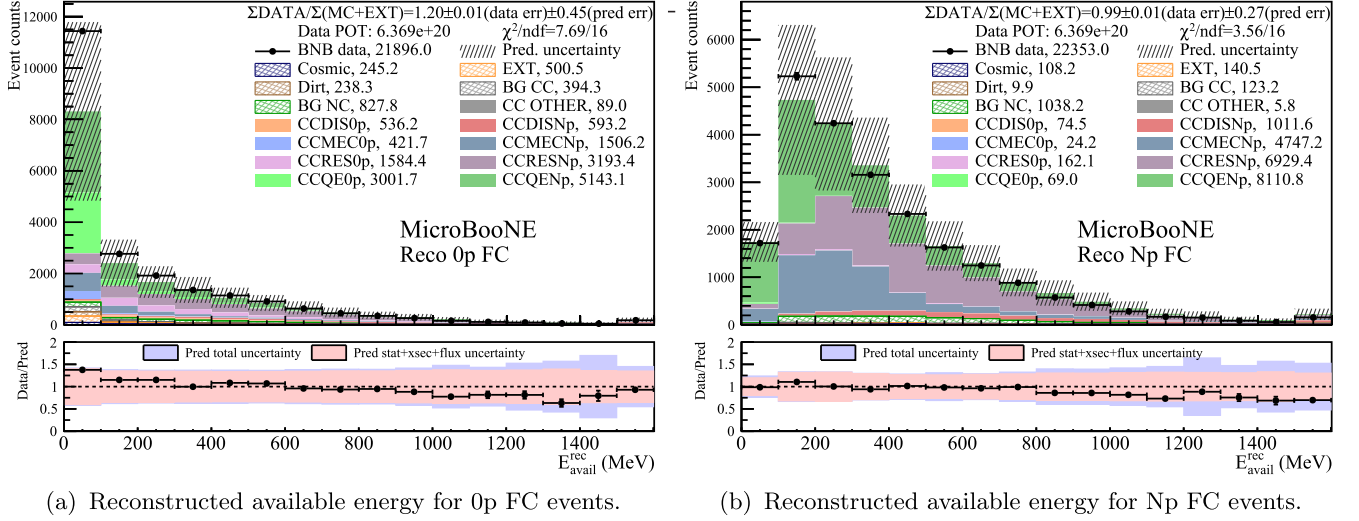 ΣDATA/Σ(MC+EXT)=1.20±0.01(data err)±0.45(pred err)
Data POT: 6.369e+20 χ²/ndf=7.69/16
BNB data, 21896.0 Pred. uncertainty
Cosmic, 245.2 EXT, 500.5
Dirt, 238.3 BG CC, 394.3
BG NC, 827.8 CC OTHER, 89.0
CCDIS0p, 536.2 CCDISNp, 593.2
CCMEC0p, 421.7 CCMECNp, 1506.2
CCRES0p, 1584.4 CCRESNp, 3193.4
CCQE0p, 3001.7 CCQENp, 5143.1
MicroBooNE
Reco 0p FC
Event counts
12000
10000
8000
6000
4000
2000
0
Pred total uncertainty Pred stat+xsec+flux uncertainty
Data/Pred
2
1.5
1
0.5
0
0 200 400 600 800 1000 1200 1400
E rec avail (MeV)
(a) Reconstructed available energy for 0p FC events.
ΣDATA/Σ(MC+EXT)=0.99±0.01(data err)±0.27(pred err)
Data POT: 6.369e+20 χ²/ndf=3.56/16
BNB data, 22353.0 Pred. uncertainty
Cosmic, 108.2 EXT, 140.5
Dirt, 9.9 BG CC, 123.2
BG NC, 1038.2 CC OTHER, 5.8
CCDIS0p, 74.5 CCDISNp, 1011.6
CCMEC0p, 24.2 CCMECNp, 4747.2
CCRES0p, 162.1 CCRESNp, 6929.4
CCQE0p, 69.0 CCQENp, 8110.8
MicroBooNE
Reco Np FC
Event counts
6000
5000
4000
3000
2000
1000
0
Pred total uncertainty Pred stat+xsec+flux uncertainty
Data/Pred
2
1.5
1
0.5
0
0 200 400 600 800 1000 1200 1400
E rec avail (MeV)
(b) Reconstructed available energy for Np FC events.